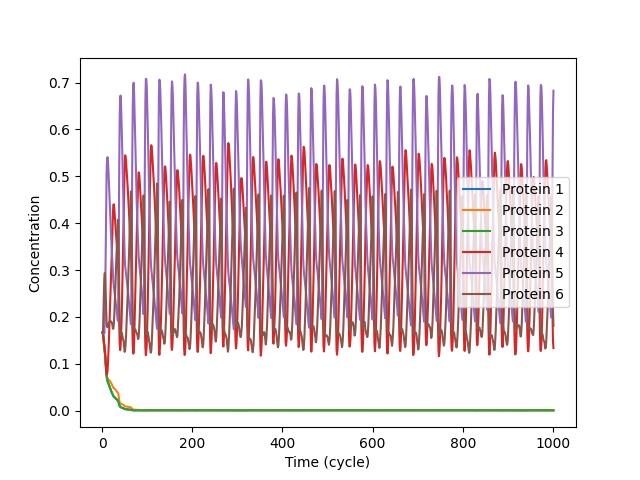 0.7
0.6
0.5
0.4
0.3
0.2
0.1
0.0
Concentration
0
200
400
600
800
1000
Time (cycle)
Protein 1
Protein 2
Protein 3
Protein 4
Protein 5
Protein 6